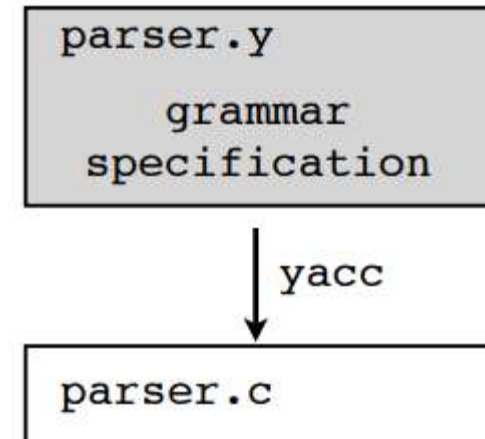 parser.y
grammar
specification
yacc
parser.c